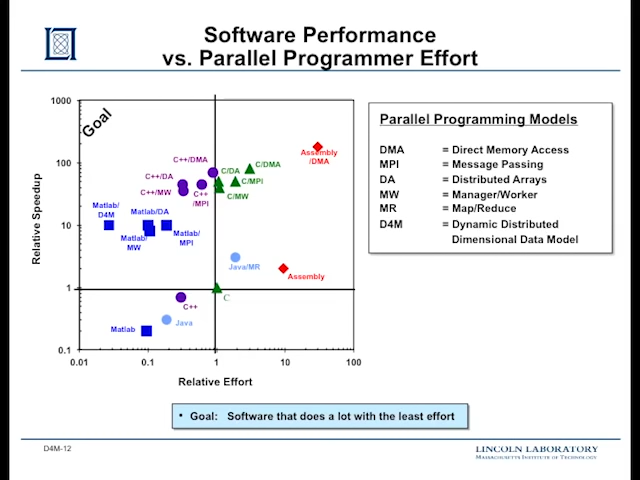 Software Performance
vs. Parallel Programmer Effort
Goal
1000
100
10
1
0.1
Relative Speedup
0.01
0.1
1
10
100
Relative Effort
C++/DMA
C++/DA
C++/MW
C++
/MPI
C/DA
C/DMA
C/MPI
C/MW
Assembly
/DMA
Matlab/
D4M
Matlab/DA
Matlab/
MW
Matlab/
MPI
Java/MR
Assembly
C
C++
Java
Matlab
Parallel Programming Models
DMA = Direct Memory Access
MPI = Message Passing
DA = Distributed Arrays
MW = Manager/Worker
MR = Map/Reduce
D4M = Dynamic Distributed
Dimensional Data Model
• Goal: Software that does a lot with the least effort
D4M-12
LINCOLN LABORATORY
MASSACHUSETTS INSTITUTE OF TECHNOLOGY